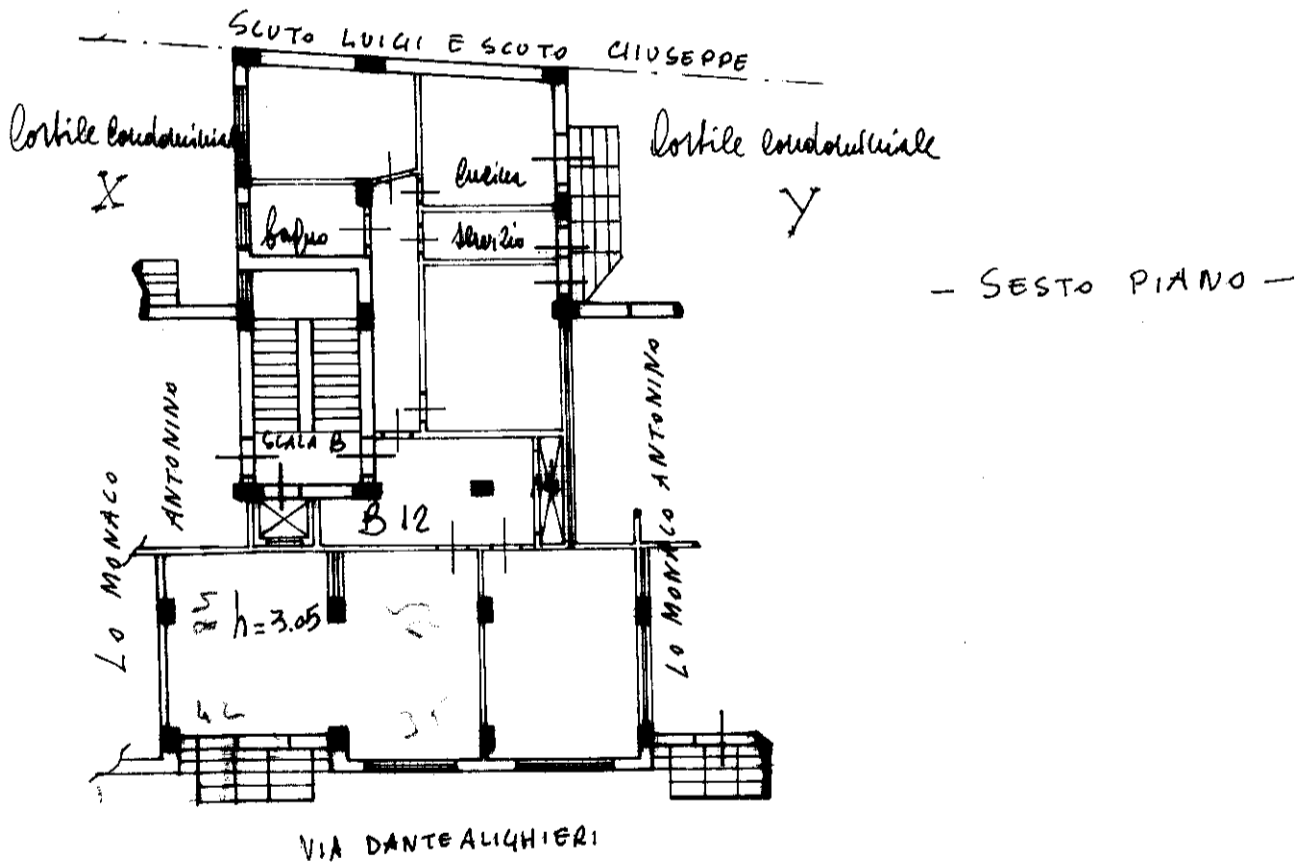 SCUTO LUIGI E SCUTO GIUSEPPE
Cortile condominiale
X
Cortile condominiale
Y
Cucina
bagno
servizio
— SESTO PIANO —
SCALA B
LO MONACO
ANTONINO
LO MONACO ANTONINO
B 12
h=3.05
VIA DANTE ALIGHIERI